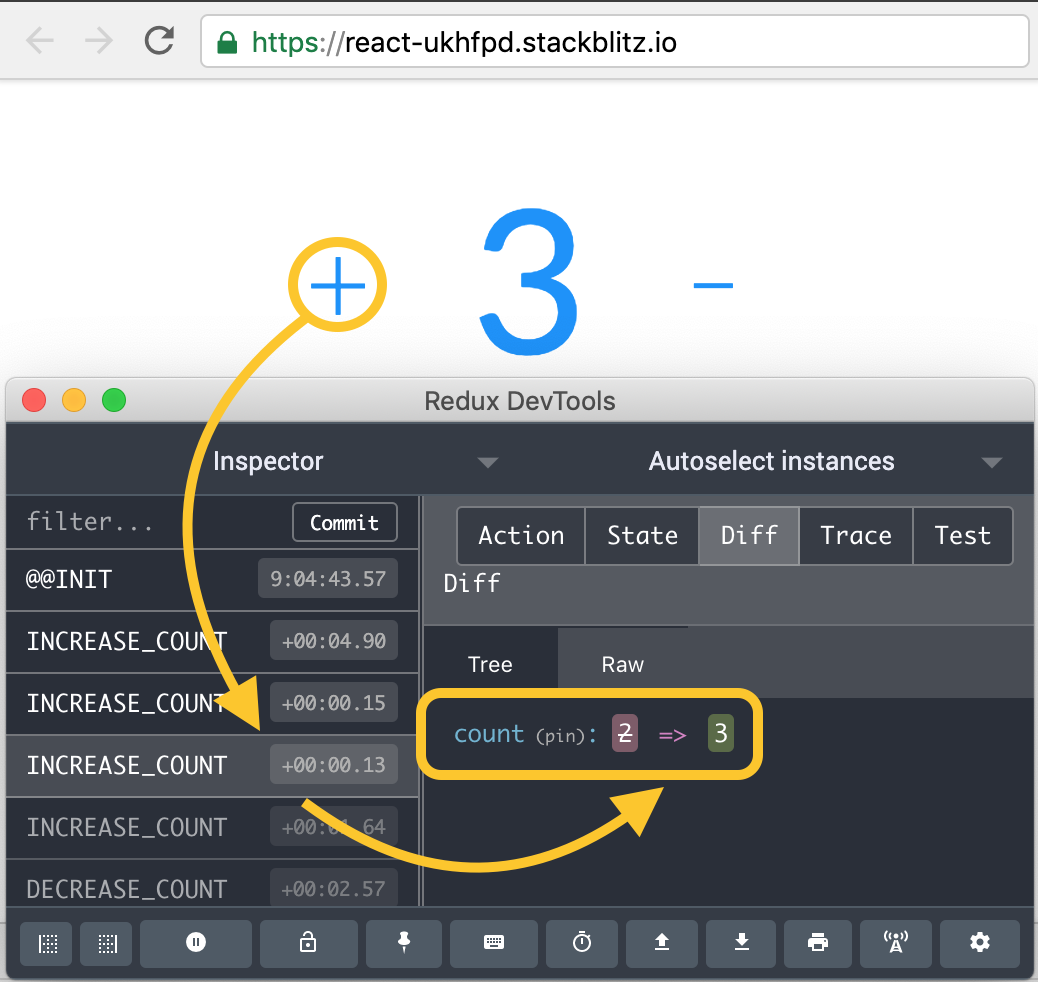 https://react-ukhfpd.stackblitz.io
+ 3 −
Redux DevTools
Inspector Autoselect instances
filter... Commit
Action State Diff Trace Test
@@INIT 9:04:43.57
Diff
INCREASE_COUNT +00:04.90
Tree Raw
INCREASE_COUNT +00:00.15
count (pin): 2 => 3
INCREASE_COUNT +00:00.13
INCREASE_COUNT +00:01.64
DECREASE_COUNT +00:02.57